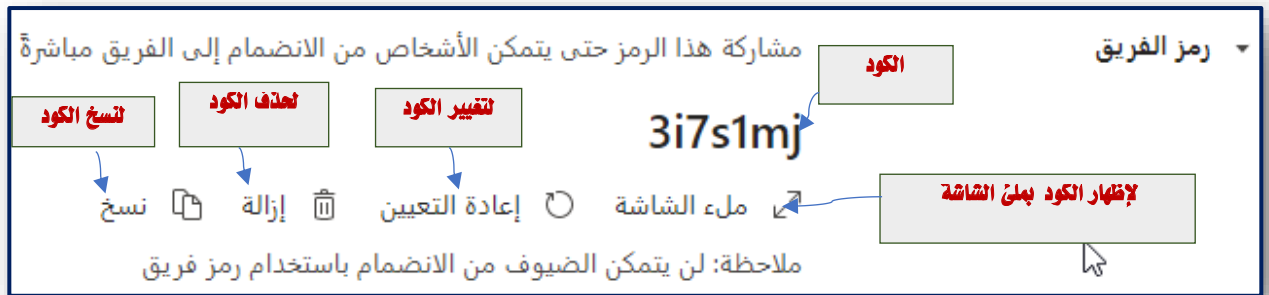 رمز الفريق
مشاركة هذا الرمز حتى يتمكن الأشخاص من الانضمام إلى الفريق مباشرةً
الكود
لتغيير الكود
لحذف الكود
لنسخ الكود
3i7s1mj
لإظهار الكود بملئ الشاشة
ملء الشاشة إعادة التعيين إزالة نسخ
ملاحظة: لن يتمكن الضيوف من الانضمام باستخدام رمز فريق